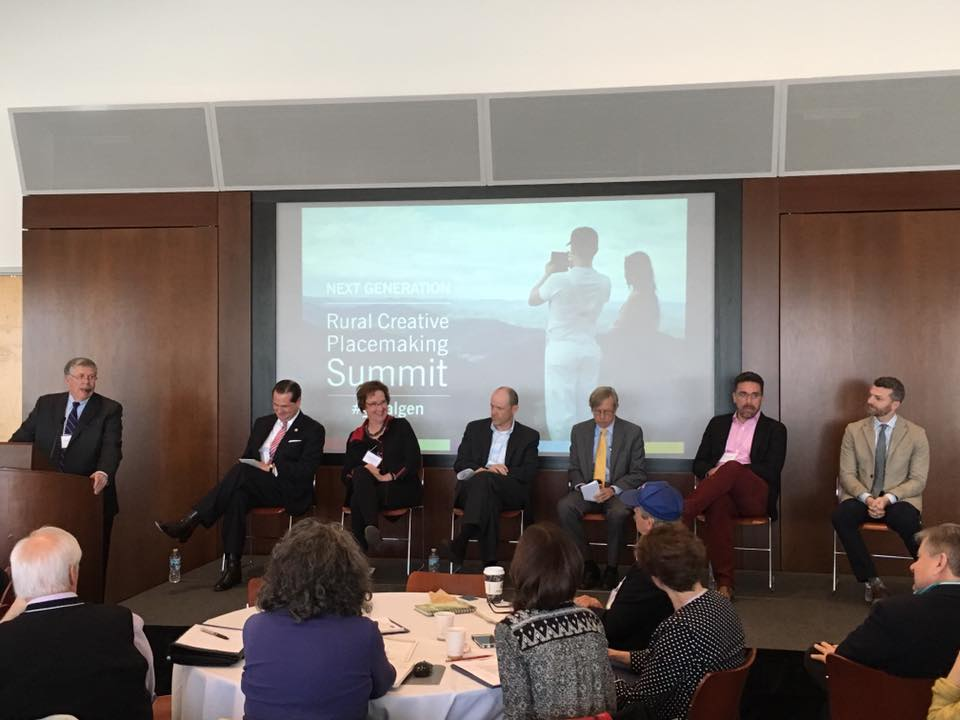 NEXT GENERATION
Rural Creative
Placemaking
Summit